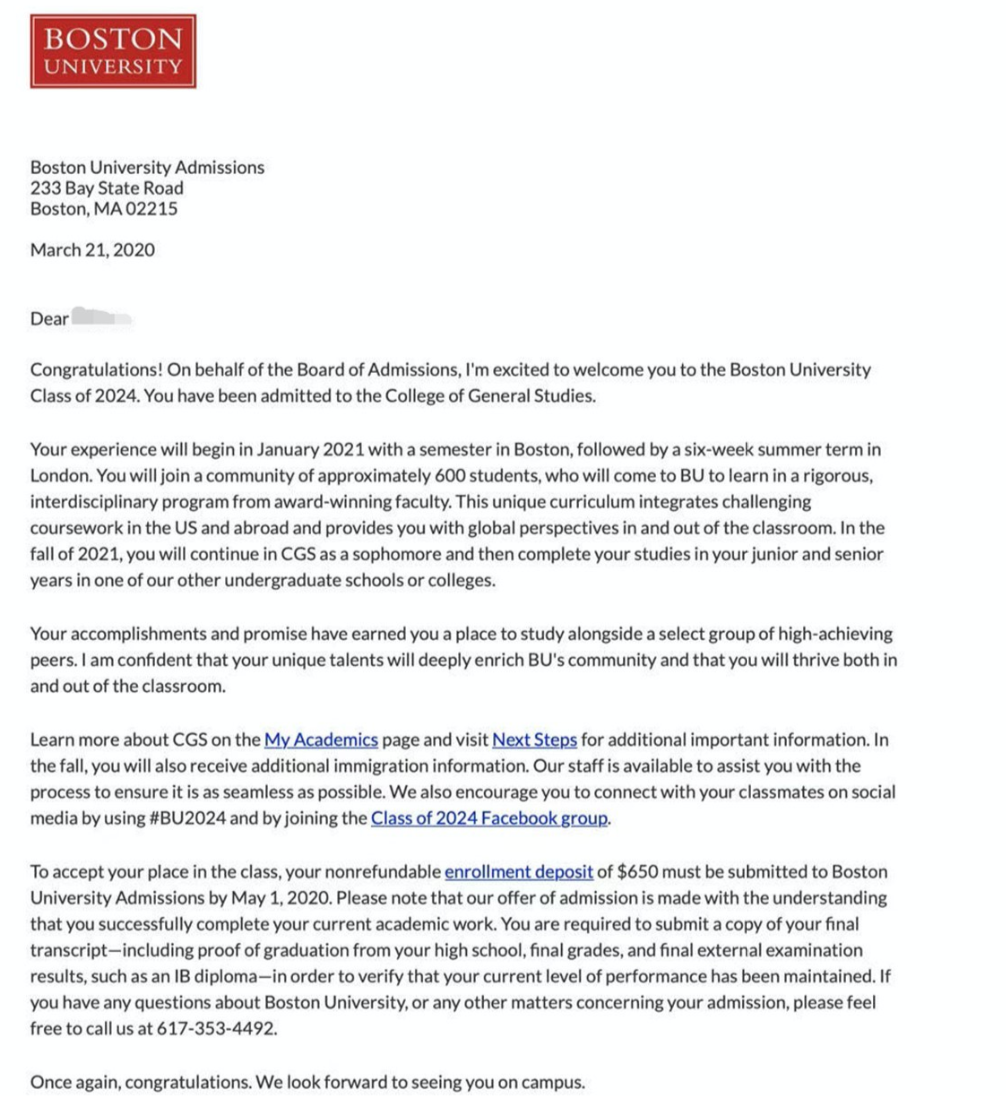 BOSTON
UNIVERSITY
Boston University Admissions
233 Bay State Road
Boston, MA 02215
March 21, 2020
Dear
Congratulations! On behalf of the Board of Admissions, I'm excited to welcome you to the Boston University
Class of 2024. You have been admitted to the College of General Studies.
Your experience will begin in January 2021 with a semester in Boston, followed by a six-week summer term in
London. You will join a community of approximately 600 students, who will come to BU to learn in a rigorous,
interdisciplinary program from award-winning faculty. This unique curriculum integrates challenging
coursework in the US and abroad and provides you with global perspectives in and out of the classroom. In the
fall of 2021, you will continue in CGS as a sophomore and then complete your studies in your junior and senior
years in one of our other undergraduate schools or colleges.
Your accomplishments and promise have earned you a place to study alongside a select group of high-achieving
peers. I am confident that your unique talents will deeply enrich BU's community and that you will thrive both in
and out of the classroom.
Learn more about CGS on the My Academics page and visit Next Steps for additional important information. In
the fall, you will also receive additional immigration information. Our staff is available to assist you with the
process to ensure it is as seamless as possible. We also encourage you to connect with your classmates on social
media by using #BU2024 and by joining the Class of 2024 Facebook group.
To accept your place in the class, your nonrefundable enrollment deposit of $650 must be submitted to Boston
University Admissions by May 1, 2020. Please note that our offer of admission is made with the understanding
that you successfully complete your current academic work. You are required to submit a copy of your final
transcript—including proof of graduation from your high school, final grades, and final external examination
results, such as an IB diploma—in order to verify that your current level of performance has been maintained. If
you have any questions about Boston University, or any other matters concerning your admission, please feel
free to call us at 617-353-4492.
Once again, congratulations. We look forward to seeing you on campus.